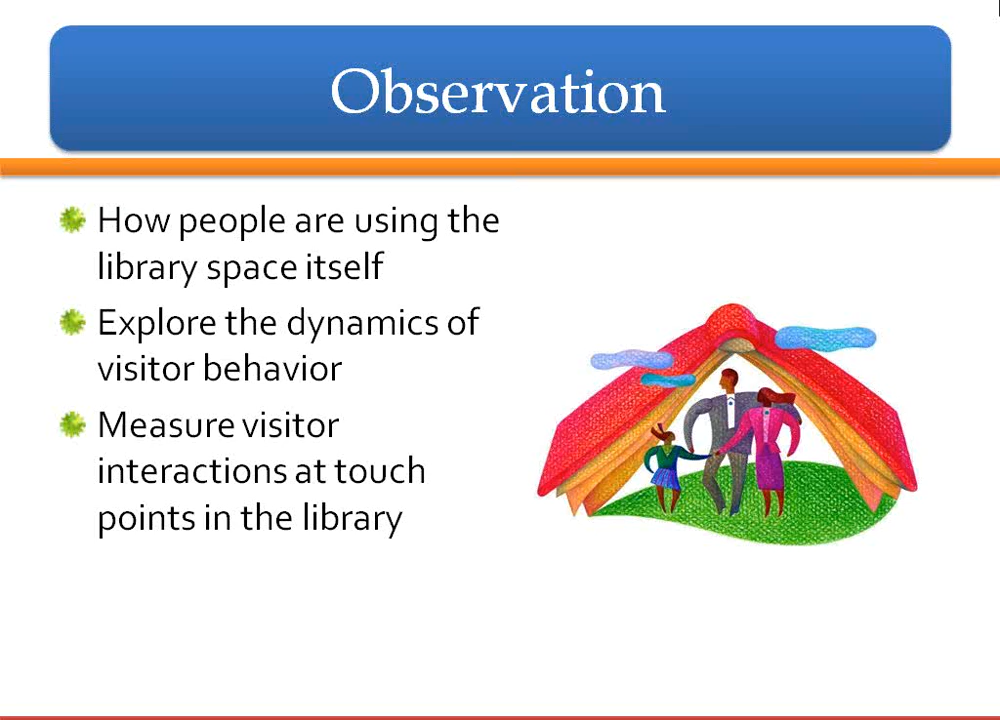 Observation
How people are using the
library space itself
Explore the dynamics of
visitor behavior
Measure visitor
interactions at touch
points in the library